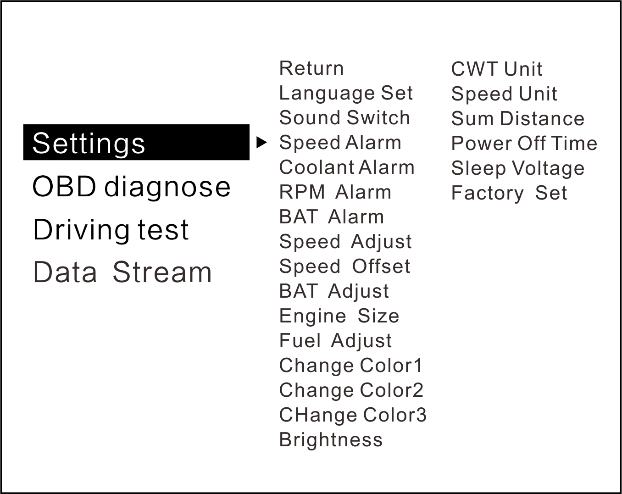 Settings
OBD diagnose
Driving test
Data Stream
Return
Language Set
Sound Switch
Speed Alarm
Coolant Alarm
RPM Alarm
BAT Alarm
Speed Adjust
Speed Offset
BAT Adjust
Engine Size
Fuel Adjust
Change Color1
Change Color2
CHange Color3
Brightness
CWT Unit
Speed Unit
Sum Distance
Power Off Time
Sleep Voltage
Factory Set